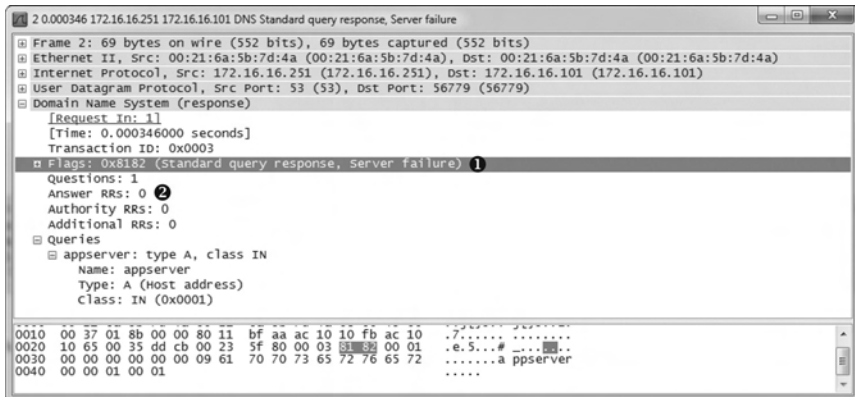 2 0.000346 172.16.16.251 172.16.16.101 DNS Standard query response, Server failure
Frame 2: 69 bytes on wire (552 bits), 69 bytes captured (552 bits)
Ethernet II, Src: 00:21:6a:5b:7d:4a (00:21:6a:5b:7d:4a), Dst: 00:21:6a:5b:7d:4a (00:21:6a:5b:7d:4a)
Internet Protocol, Src: 172.16.16.251 (172.16.16.251), Dst: 172.16.16.101 (172.16.16.101)
User Datagram Protocol, Src Port: 53 (53), Dst Port: 56779 (56779)
Domain Name System (response)
[Request In: 1]
[Time: 0.000346000 seconds]
Transaction ID: 0x0003
Flags: 0x8182 (Standard query response, Server failure) ❶
Questions: 1
Answer RRs: 0 ❷
Authority RRs: 0
Additional RRs: 0
Queries
appserver: type A, class IN
Name: appserver
Type: A (Host address)
Class: IN (0x0001)
0010 00 37 01 8b 00 00 80 11 bf aa ac 10 10 fb ac 10 .7...... ........
0020 10 65 00 35 dd cb 00 23 5f 80 00 03 81 82 00 01 .e.5...# _.......
0030 00 00 00 00 00 00 09 61 70 70 73 65 72 76 65 72 .......a ppserver
0040 00 00 01 00 01 .....